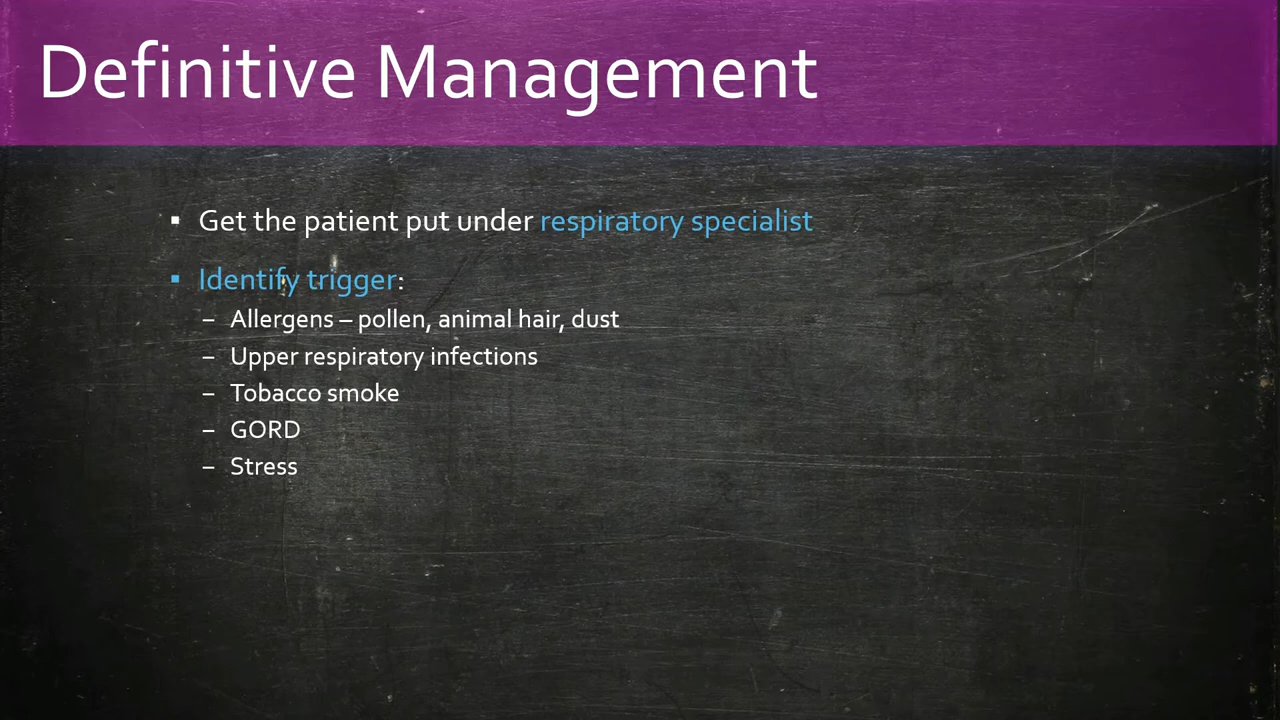 Definitive Management
▪ Get the patient put under respiratory specialist
▪ Identify trigger:
– Allergens – pollen, animal hair, dust
– Upper respiratory infections
– Tobacco smoke
– GORD
– Stress